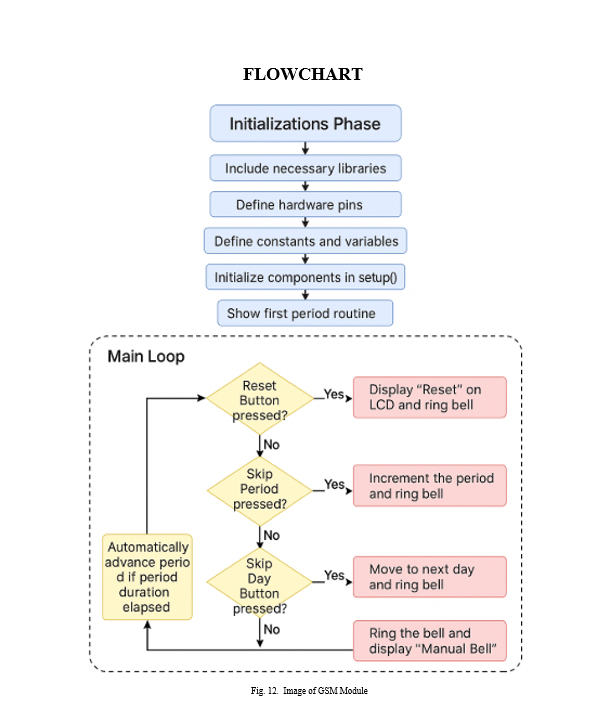 FLOWCHART
Initializations Phase
Include necessary libraries
Define hardware pins
Define constants and variables
Initialize components in setup()
Show first period routine
Main Loop
Reset
Button
pressed?
Yes
Display “Reset” on
LCD and ring bell
No
Skip
Period
pressed?
Yes
Increment the period
and ring bell
No
Skip
Day
Button
pressed?
Yes
Move to next day
and ring bell
No
Automatically
advance perio
d if period
duration
elapsed
Ring the bell and
display "Manual Bell”
Fig. 12. Image of GSM Module